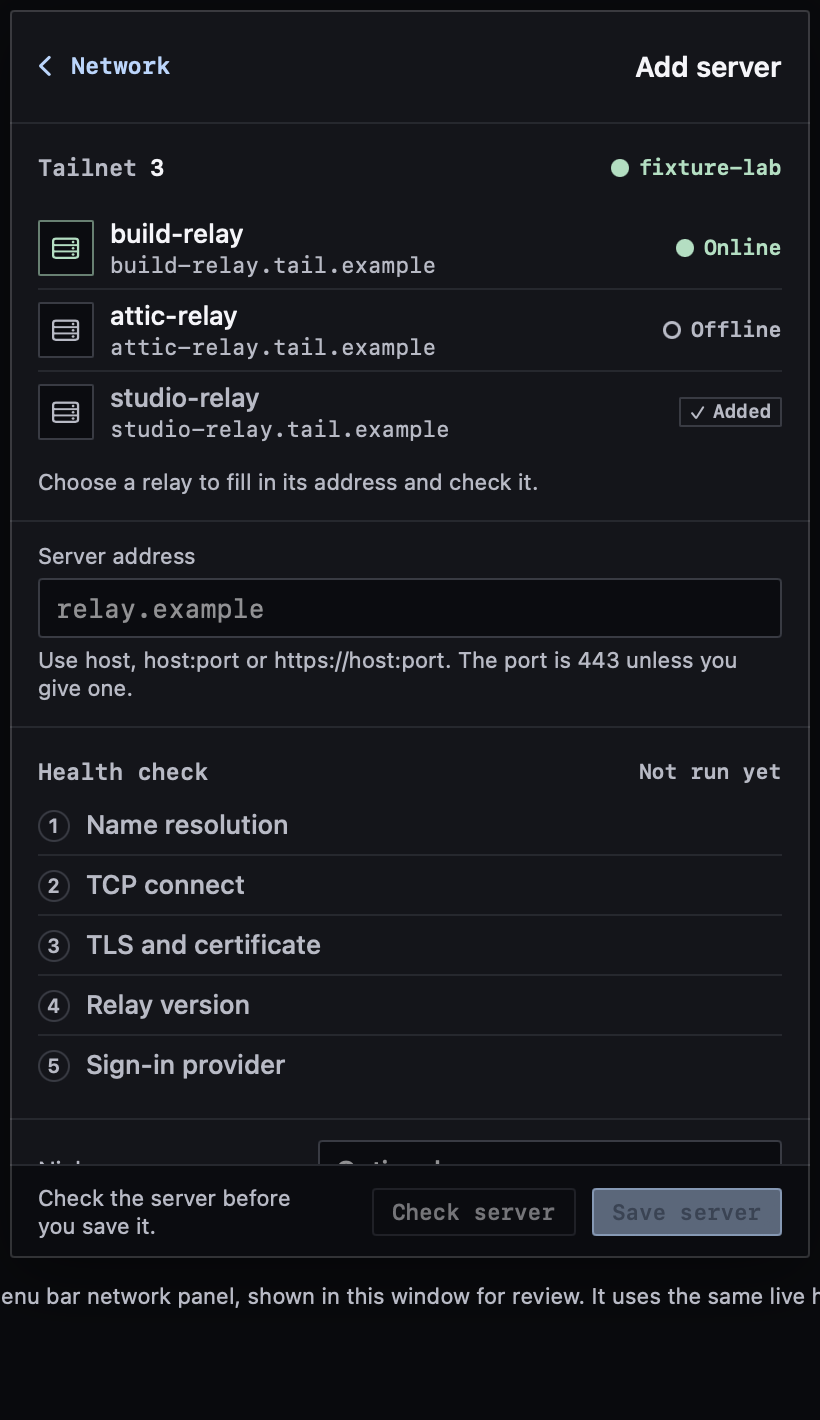 Network
Add server
Tailnet 3
fixture-lab
build-relay
build-relay.tail.example
Online
attic-relay
attic-relay.tail.example
Offline
studio-relay
studio-relay.tail.example
✓ Added
Choose a relay to fill in its address and check it.
Server address
relay.example
Use host, host:port or https://host:port. The port is 443 unless you
give one.
Health check
Not run yet
1 Name resolution
2 TCP connect
3 TLS and certificate
4 Relay version
5 Sign-in provider
Check the server before
you save it.
Check server
Save server
enu bar network panel, shown in this window for review. It uses the same live h